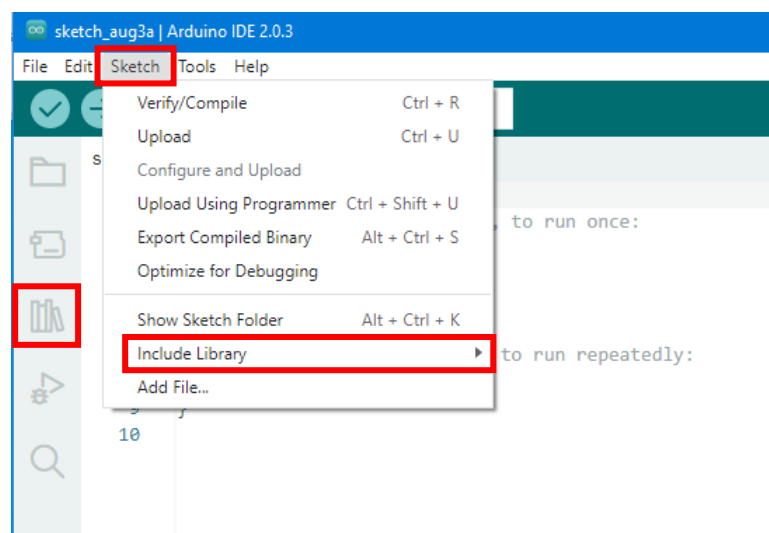 sketch_aug3a | Arduino IDE 2.0.3
File Edit Sketch Tools Help
Verify/Compile Ctrl + R
Upload Ctrl + U
Configure and Upload
Upload Using Programmer Ctrl + Shift + U
Export Compiled Binary Alt + Ctrl + S
, to run once:
Optimize for Debugging
Show Sketch Folder Alt + Ctrl + K
Include Library
to run repeatedly:
Add File...
9 }
10